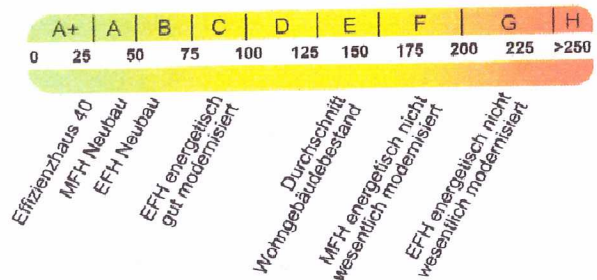 A+ A B C D E F G H
0 25 50 75 100 125 150 175 200 225 >250
Effizienzhaus 40
MFH Neubau
EFH Neubau
EFH energetisch
gut modernisiert
Durchschnitt
Wohngebäudebestand
MFH energetisch nicht
wesentlich modernisiert
EFH energetisch nicht
wesentlich modernisiert